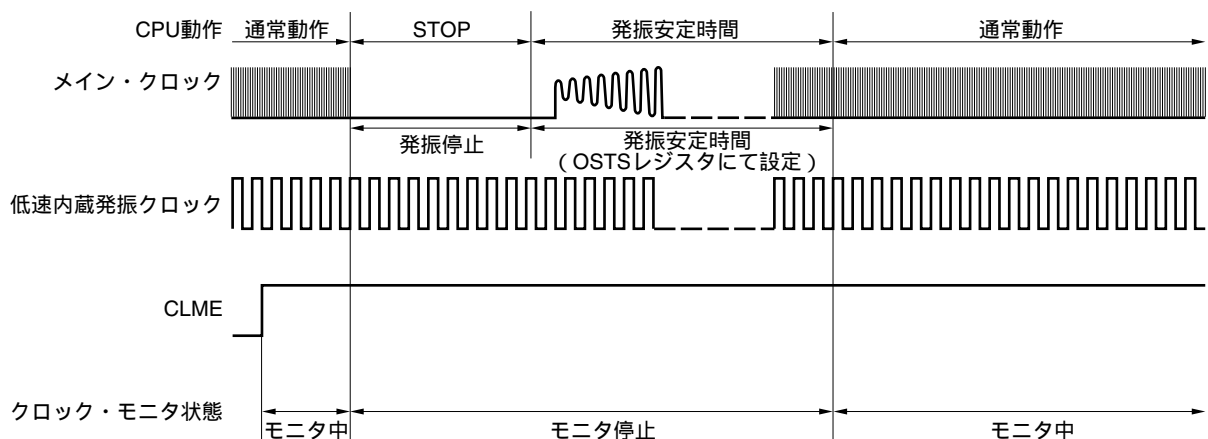 CPU動作 通常動作 STOP 発振安定時間 通常動作
メイン・クロック
発振停止 発振安定時間
(OSTSレジスタにて設定)
低速内蔵発振クロック
CLME
クロック・モニタ状態
モニタ中 モニタ停止 モニタ中